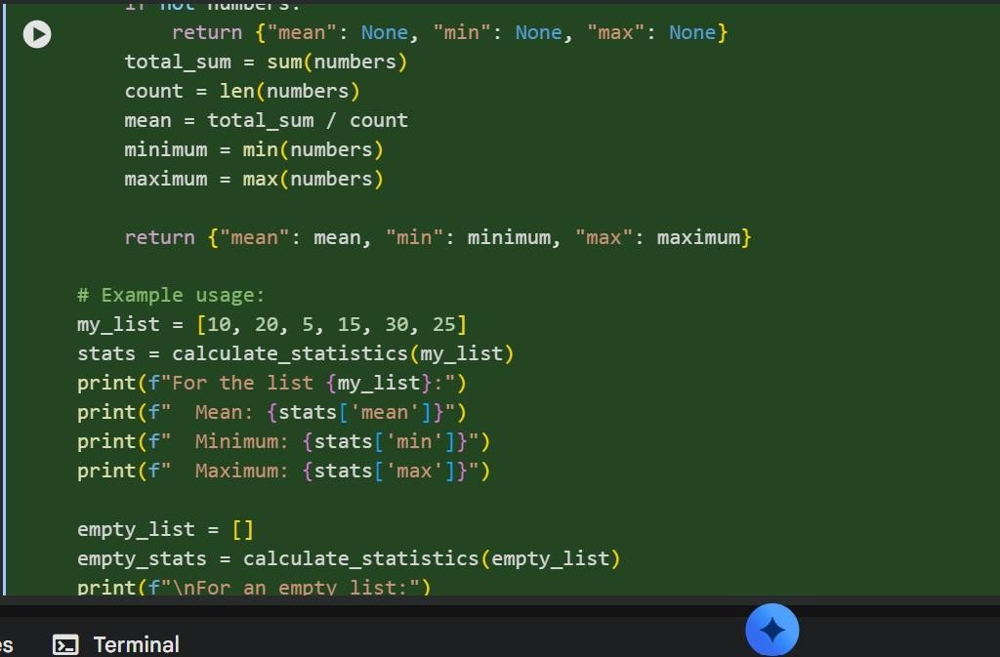 if not numbers:
        return {"mean": None, "min": None, "max": None}
    total_sum = sum(numbers)
    count = len(numbers)
    mean = total_sum / count
    minimum = min(numbers)
    maximum = max(numbers)

    return {"mean": mean, "min": minimum, "max": maximum}

# Example usage:
my_list = [10, 20, 5, 15, 30, 25]
stats = calculate_statistics(my_list)
print(f"For the list {my_list}:")
print(f"  Mean: {stats['mean']}")
print(f"  Minimum: {stats['min']}")
print(f"  Maximum: {stats['max']}")

empty_list = []
empty_stats = calculate_statistics(empty_list)
print(f"\nFor an empty list:")
Terminal